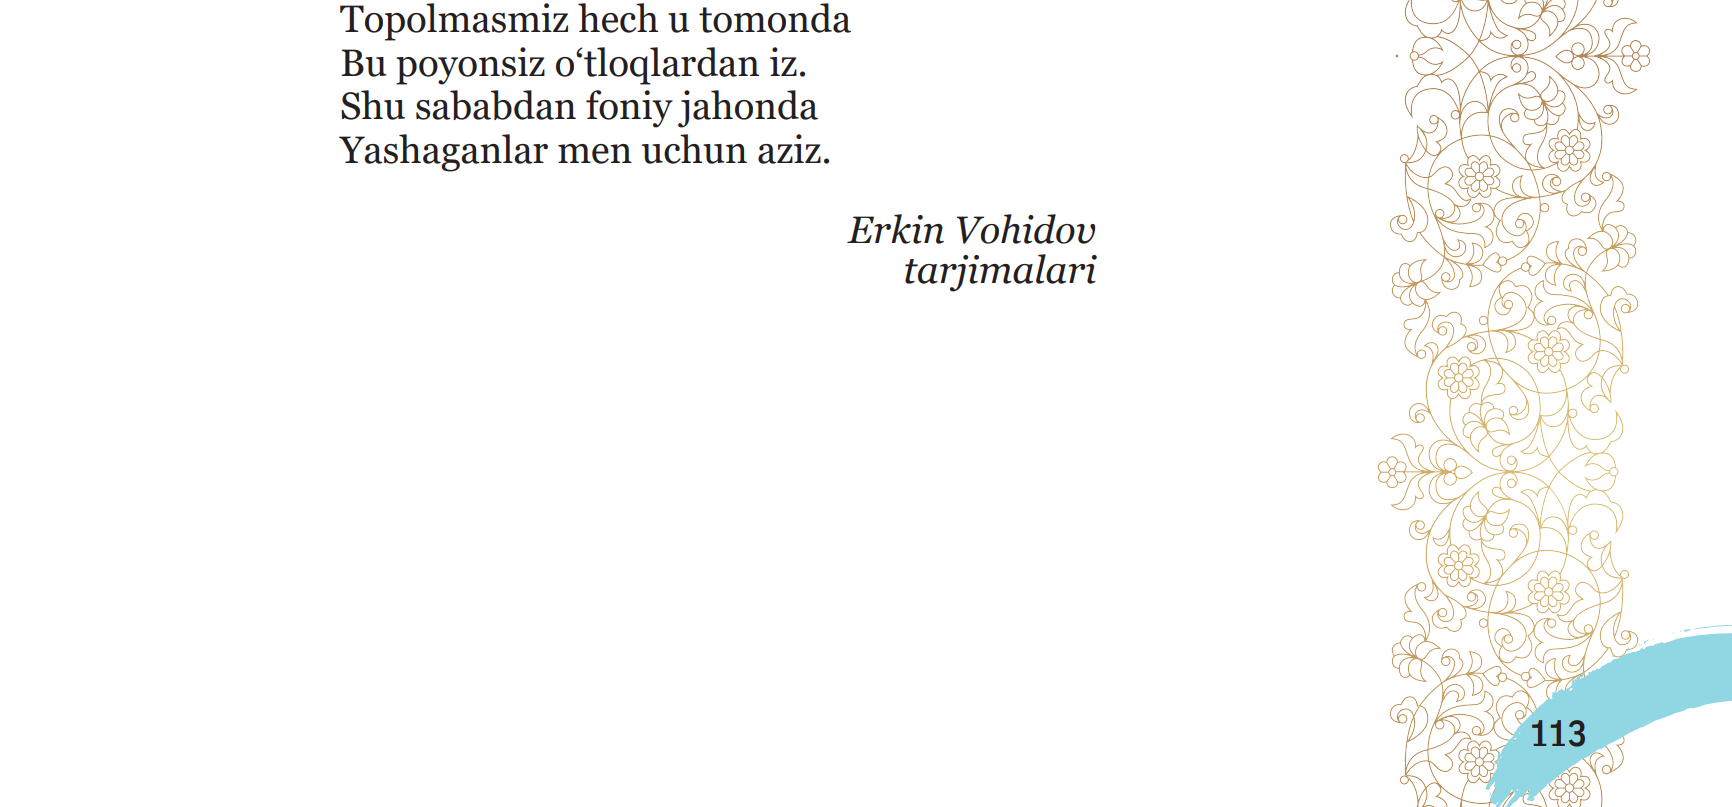 Topolmasmiz hech u tomonda
Bu poyonsiz o‘tloqlardan iz.
Shu sababdan foniy jahonda
Yashaganlar men uchun aziz.
Erkin Vohidov
tarjimalari
113